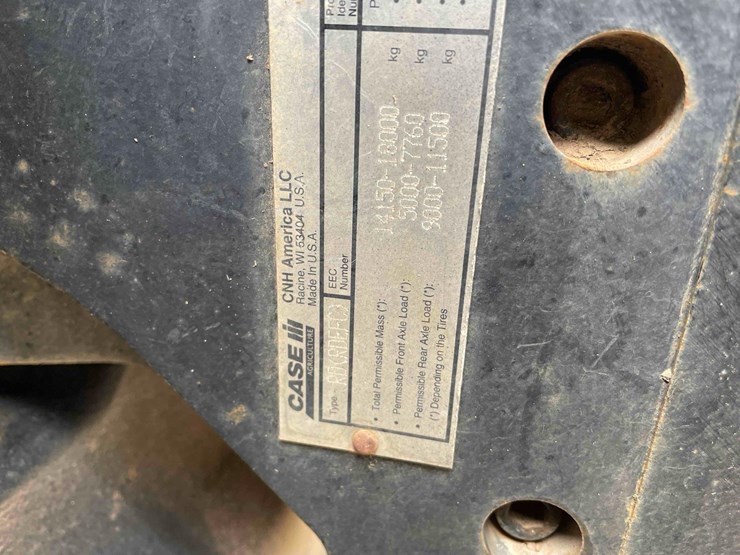 CASE III
AGRICULTURE
CNH America LLC
Racine, WI 53404 U.S.A.
Made In U.S.A.
Type
EEC
Number
• Total Permissible Mass (*): 14150-18000- kg
• Permissible Front Axle Load (*): 5000-7760 kg
• Permissible Rear Axle Load (*): 9000-11500 kg
(*) Depending on the Tires